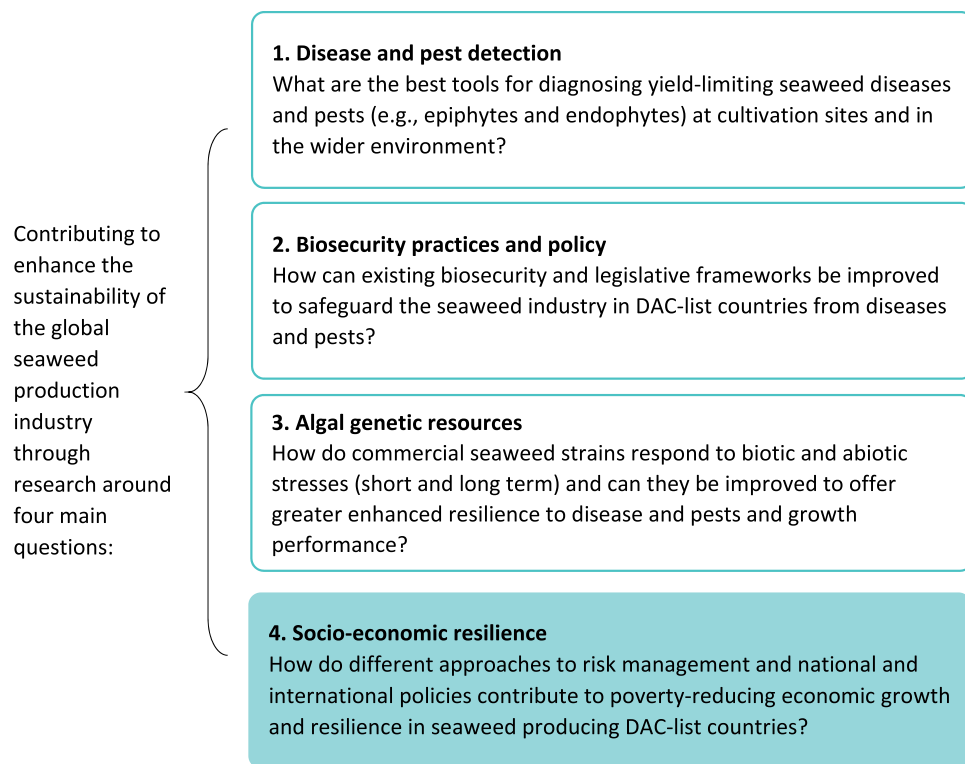 Contributing to
enhance the
sustainability of
the global
seaweed
production
industry
through
research around
four main
questions:
1. Disease and pest detection
What are the best tools for diagnosing yield-limiting seaweed diseases
and pests (e.g., epiphytes and endophytes) at cultivation sites and in
the wider environment?
2. Biosecurity practices and policy
How can existing biosecurity and legislative frameworks be improved
to safeguard the seaweed industry in DAC-list countries from diseases
and pests?
3. Algal genetic resources
How do commercial seaweed strains respond to biotic and abiotic
stresses (short and long term) and can they be improved to offer
greater enhanced resilience to disease and pests and growth
performance?
4. Socio-economic resilience
How do different approaches to risk management and national and
international policies contribute to poverty-reducing economic growth
and resilience in seaweed producing DAC-list countries?